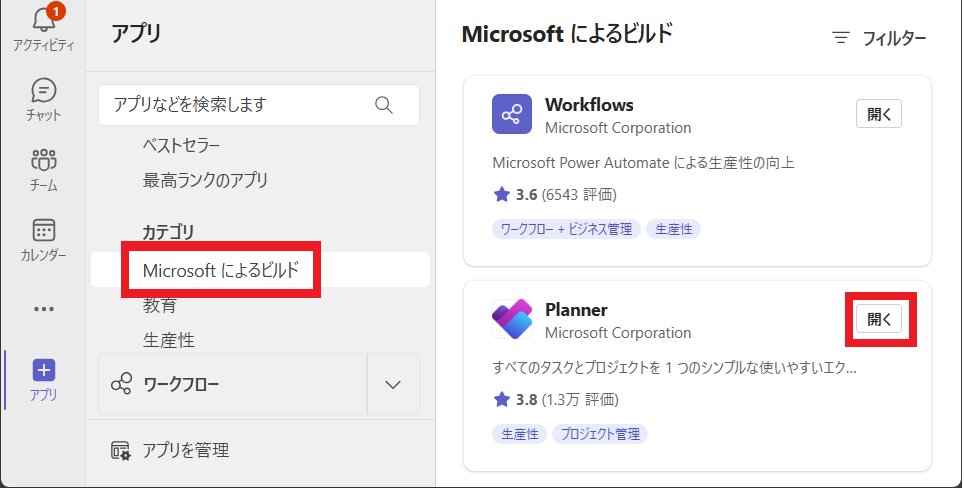 1
アクティビティ
チャット
チーム
カレンダー
アプリ
アプリ
アプリなどを検索します
ベストセラー
最高ランクのアプリ
カテゴリ
Microsoft によるビルド
教育
生産性
ワークフロー
アプリを管理
Microsoft によるビルド
フィルター
Workflows
開く
Microsoft Corporation
Microsoft Power Automate による生産性の向上
3.6 (6543 評価)
ワークフロー + ビジネス管理 生産性
Planner
開く
Microsoft Corporation
すべてのタスクとプロジェクトを 1 つのシンプルな使いやすいエク...
3.8 (1.3万 評価)
生産性 プロジェクト管理